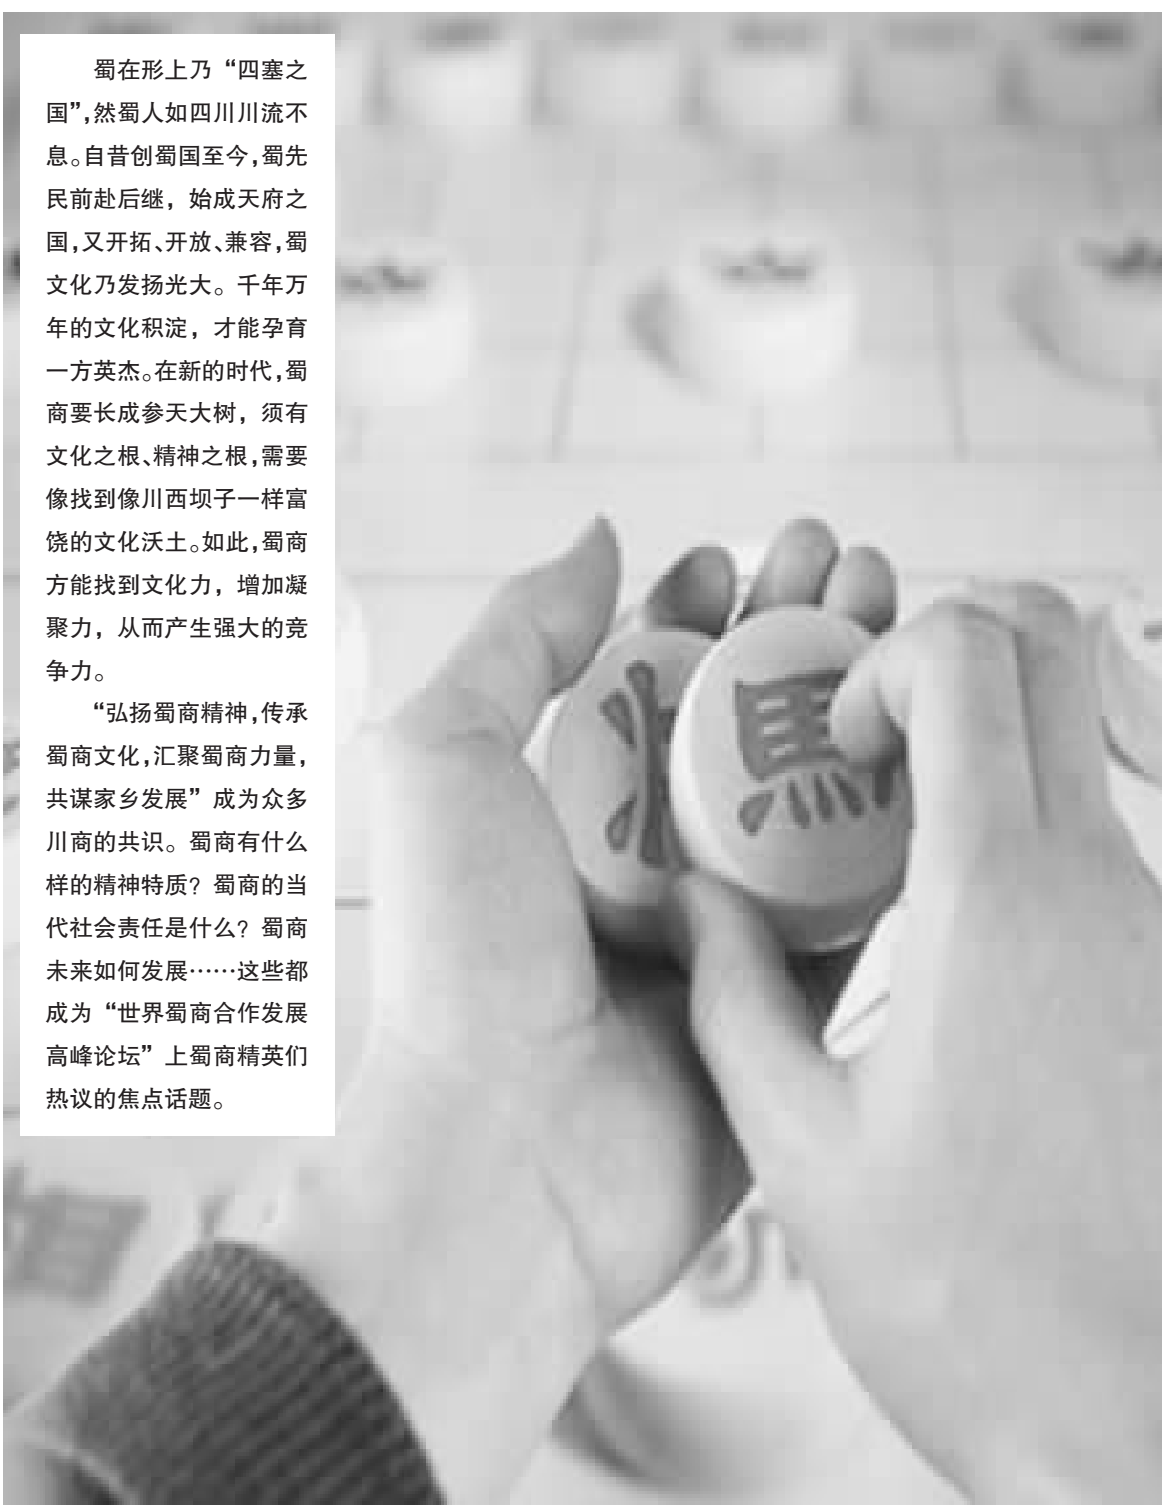 蜀在形上乃“四塞之
国”，然蜀人如四川川流不
息。自昔创蜀国至今，蜀先
民前赴后继，始成天府之
国，又开拓、开放、兼容，蜀
文化乃发扬光大。千年万
年的文化积淀，才能孕育
一方英杰。在新的时代，蜀
商要长成参天大树，须有
文化之根、精神之根，需要
像找到像川西坝子一样富
饶的文化沃土。如此，蜀商
方能找到文化力，增加凝
聚力，从而产生强大的竞
争力。
“弘扬蜀商精神，传承
蜀商文化，汇聚蜀商力量，
共谋家乡发展”成为众多
川商的共识。蜀商有什么
样的精神特质？蜀商的当
代社会责任是什么？蜀商
未来如何发展……这些都
成为“世界蜀商合作发展
高峰论坛”上蜀商精英们
热议的焦点话题。